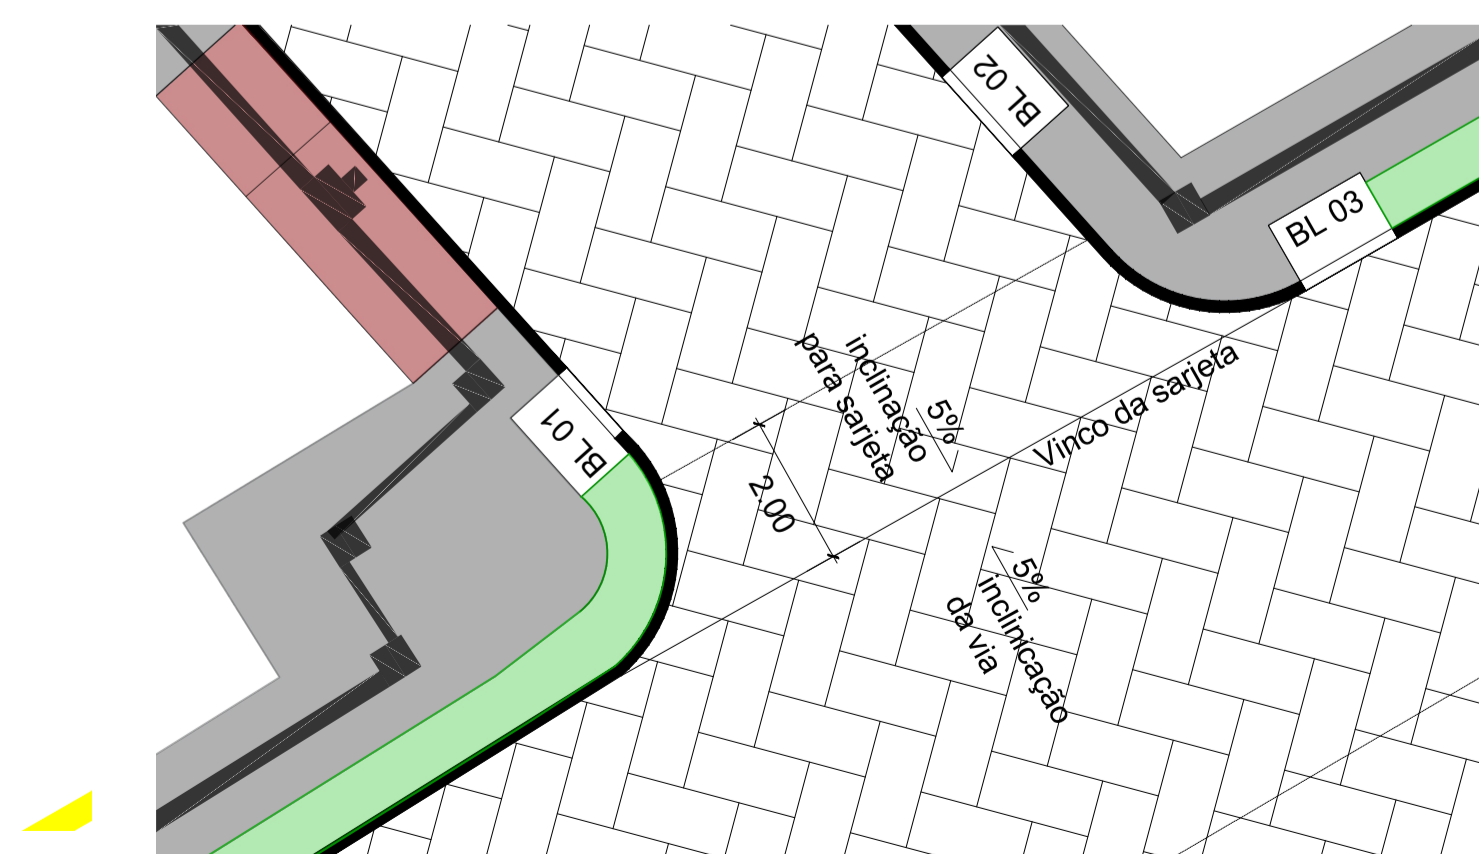 BL 02
BL 03
BL 01
inclinação
para sarjeta
5%
Vinco da sarjeta
2.00
5%
inclinicação
da via